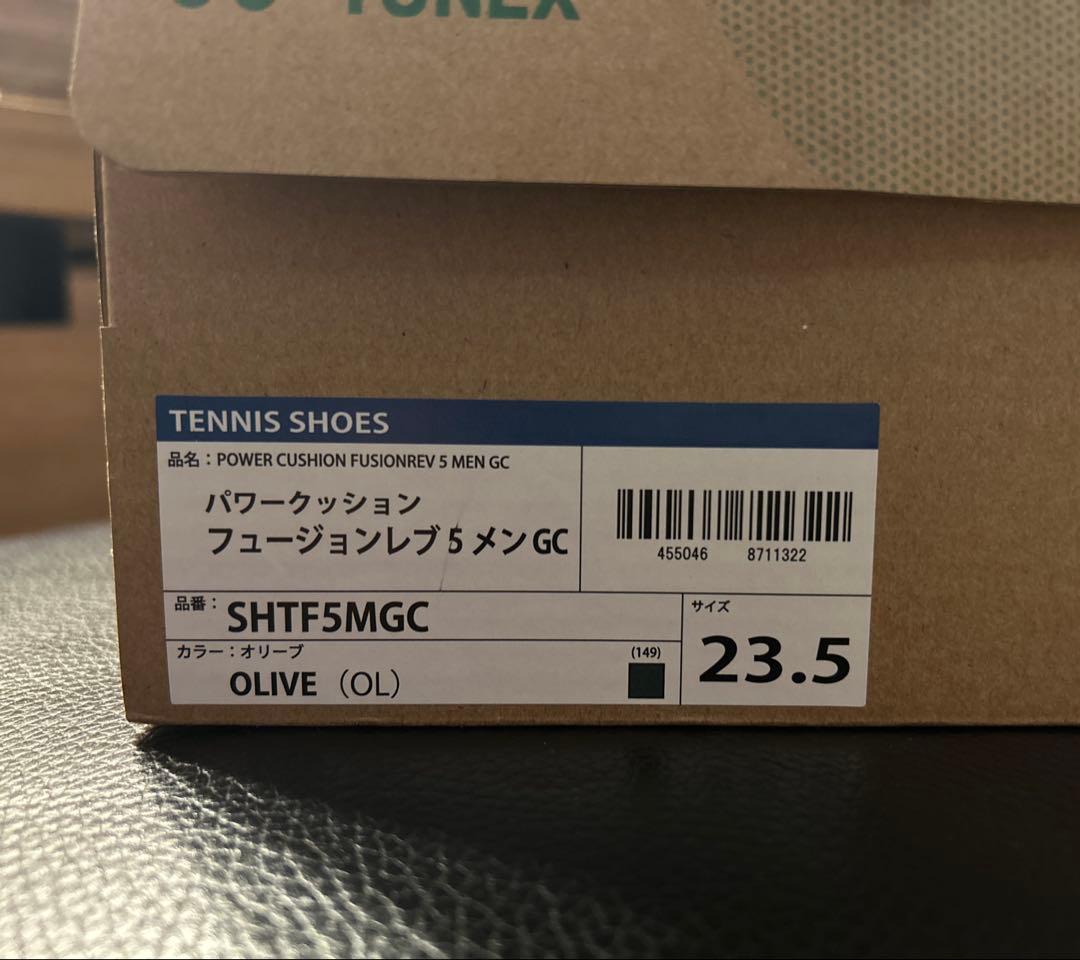 YONEX
TENNIS SHOES
品名：POWER CUSHION FUSIONREV 5 MEN GC
パワークッション
フュージョンレブ 5 メン GC
455046 8711322
品番：SHTF5MGC
サイズ
23.5
カラー：オリーブ
(149)
OLIVE（OL）